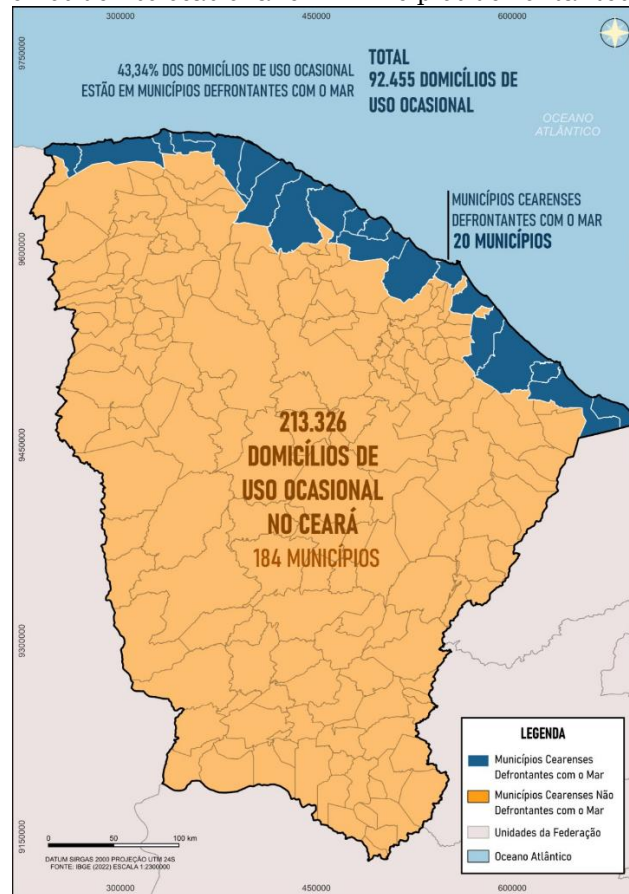 300000
450000
600000
9750000
43,34% DOS DOMICÍLIOS DE USO OCASIONAL
ESTÃO EM MUNICÍPIOS DEFRONTANTES COM O MAR
TOTAL
92.455 DOMICÍLIOS DE
USO OCASIONAL
OCEANO
ATLÂNTICO
MUNICÍPIOS CEARENSES
DEFRONTANTES COM O MAR
20 MUNICÍPIOS
9600000
213.326
DOMICÍLIOS DE
USO OCASIONAL
NO CEARÁ
184 MUNICÍPIOS
9450000
9300000
LEGENDA
Municípios Cearenses
Defrontantes com o Mar
Municípios Cearenses Não
Defrontantes com o Mar
Unidades da Federação
Oceano Atlântico
9150000
0 50 100 km
DATUM SIRGAS 2000 PROJEÇÃO UTM 24S
FONTE: IBGE (2022) ESCALA 1:2300000
300000
450000
600000